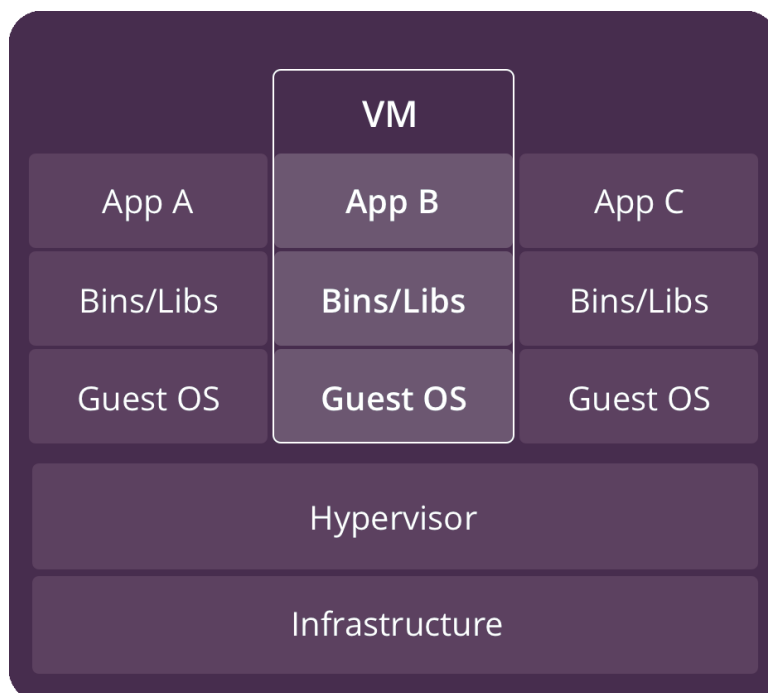 VM
App A
App B
App C
Bins/Libs
Bins/Libs
Bins/Libs
Guest OS
Guest OS
Guest OS
Hypervisor
Infrastructure